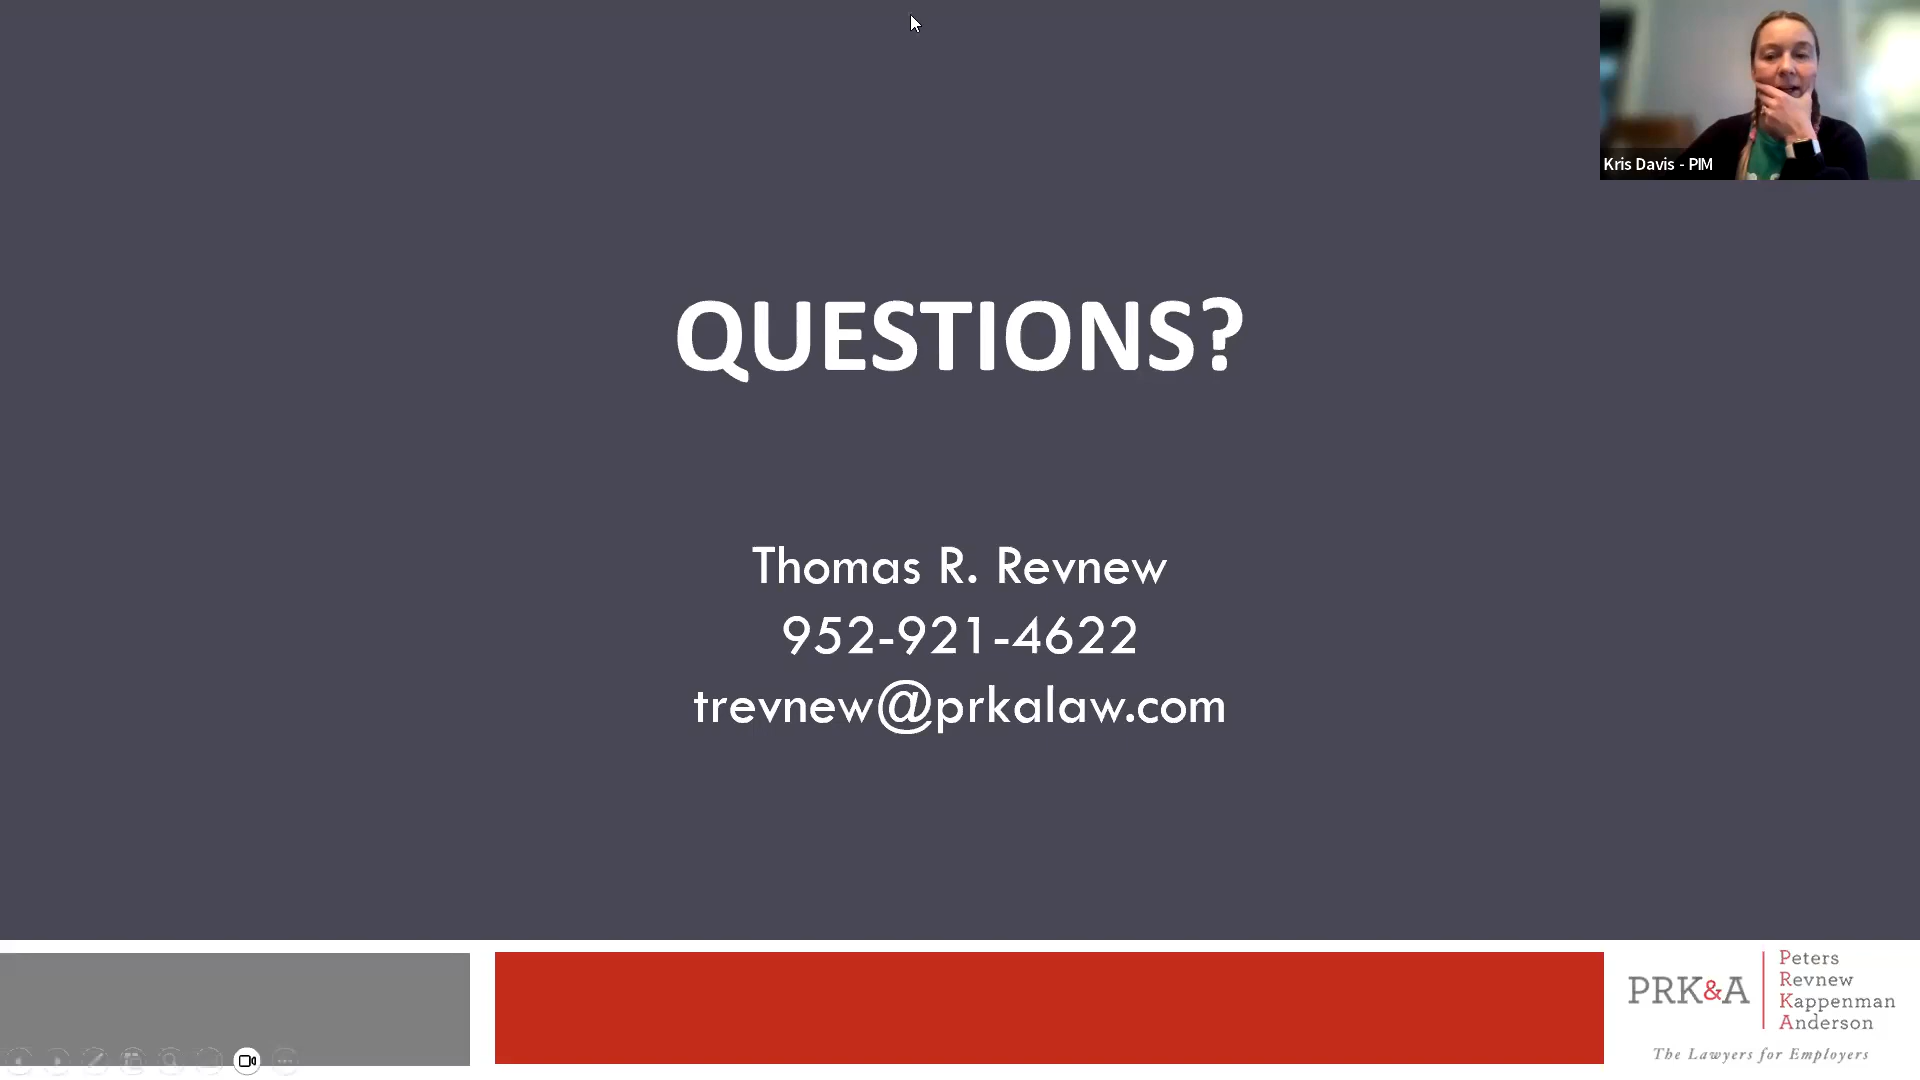 Kris Davis - PIM
QUESTIONS?
Thomas R. Revnew
952-921-4622
trevnew@prkalaw.com
PRK&A
Peters
Revnew
Kappenman
Anderson
The Lawyers for Employers